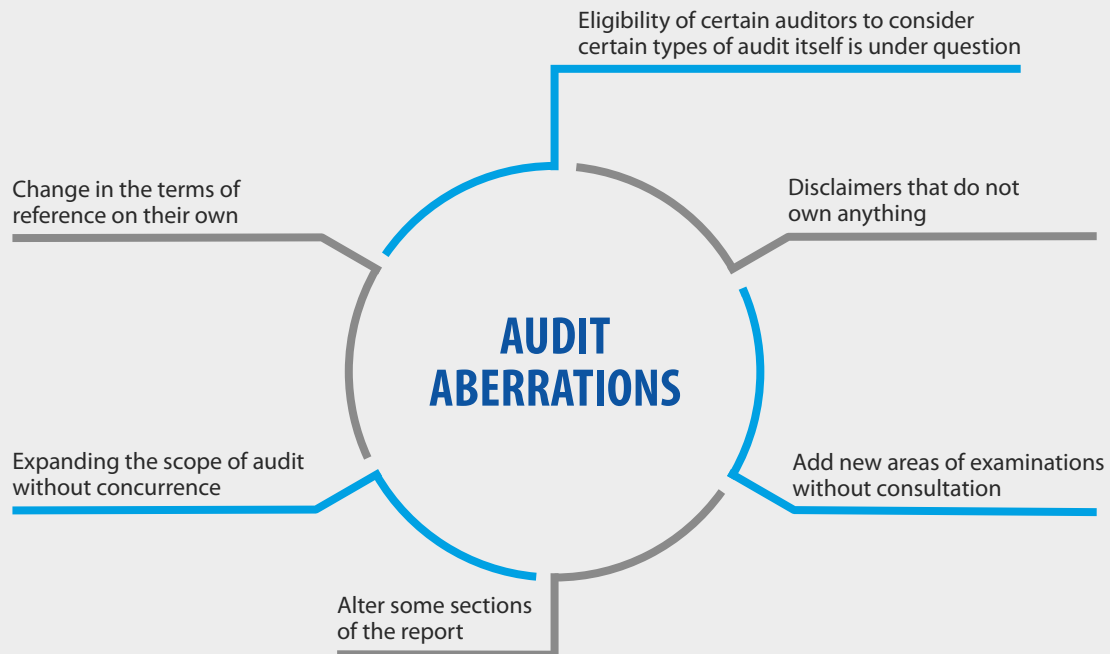 Eligibility of certain auditors to consider
certain types of audit itself is under question
Change in the terms of
reference on their own
Disclaimers that do not
own anything
AUDIT
ABERRATIONS
Expanding the scope of audit
without concurrence
Add new areas of examinations
without consultation
Alter some sections
of the report